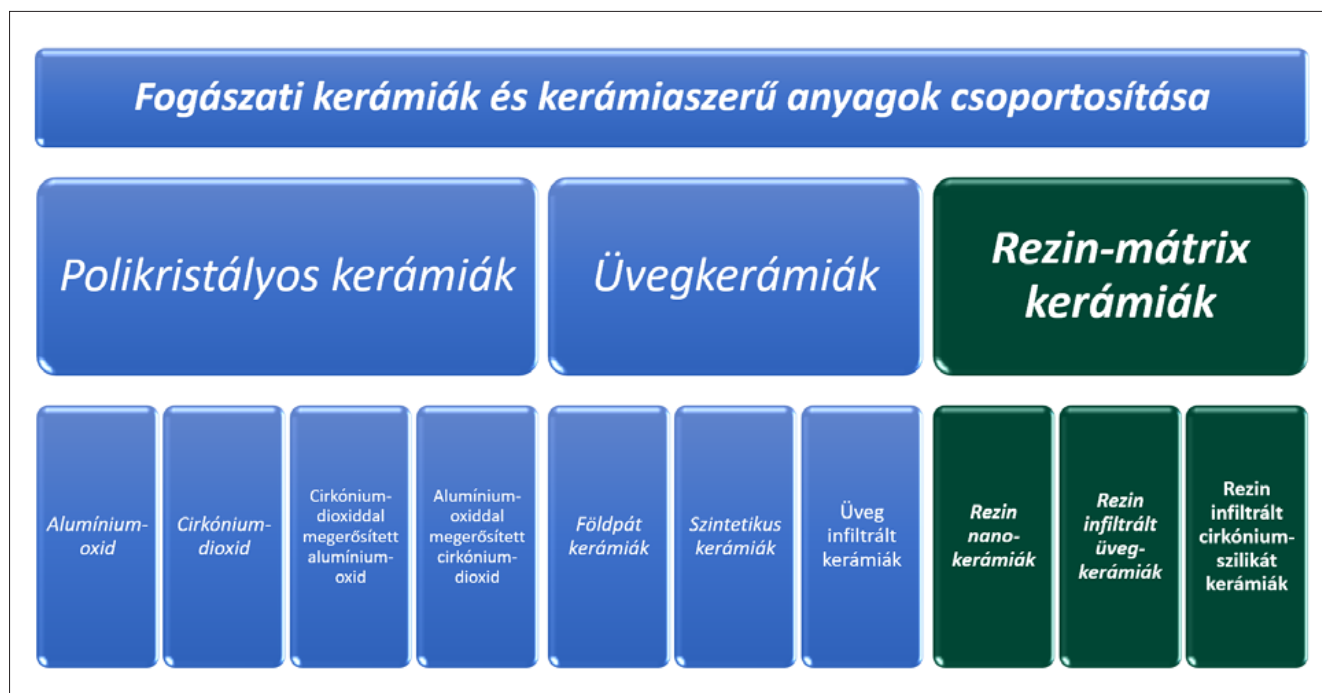 Fogászati kerámiák és kerámiaszerű anyagok csoportosítása
Polikristályos kerámiák
Üvegkerámiák
Rezin-mátrix
kerámiák
Alumínium-
oxid
Cirkónium-
dioxid
Cirkónium-
dioxiddal
megerősített
alumínium-
oxid
Alumínium-
oxiddal
megerősített
cirkónium-
dioxid
Földpát
kerámiák
Szintetikus
kerámiák
Üveg
infiltrált
kerámiák
Rezin
nano-
kerámiák
Rezin
infiltrált
üveg-
kerámiák
Rezin
infiltrált
cirkónium-
szilikát
kerámiák